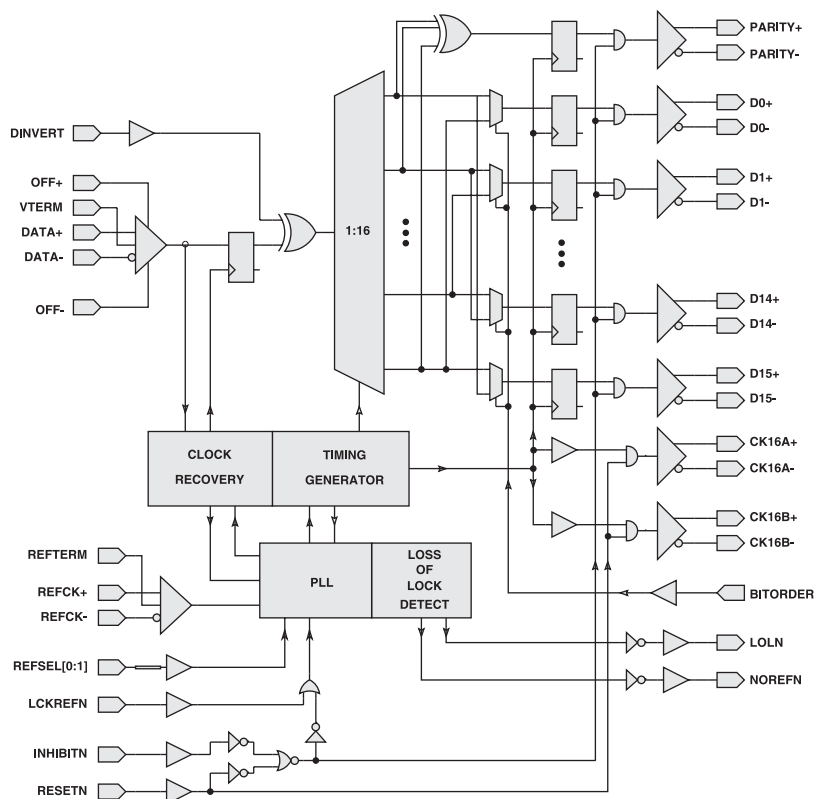 PARITY+
PARITY-
D0+
D0-
DINVERT
D1+
D1-
OFF+
VTERM
DATA+
DATA-
OFF-
1:16
D14+
D14-
D15+
D15-
CK16A+
CK16A-
CLOCK
RECOVERY
TIMING
GENERATOR
CK16B+
CK16B-
REFTERM
REFCK+
REFCK-
PLL
LOSS
OF
LOCK
DETECT
BITORDER
REFSEL[0:1]
LOLN
LCKREFN
NOREFN
INHIBITN
RESETN